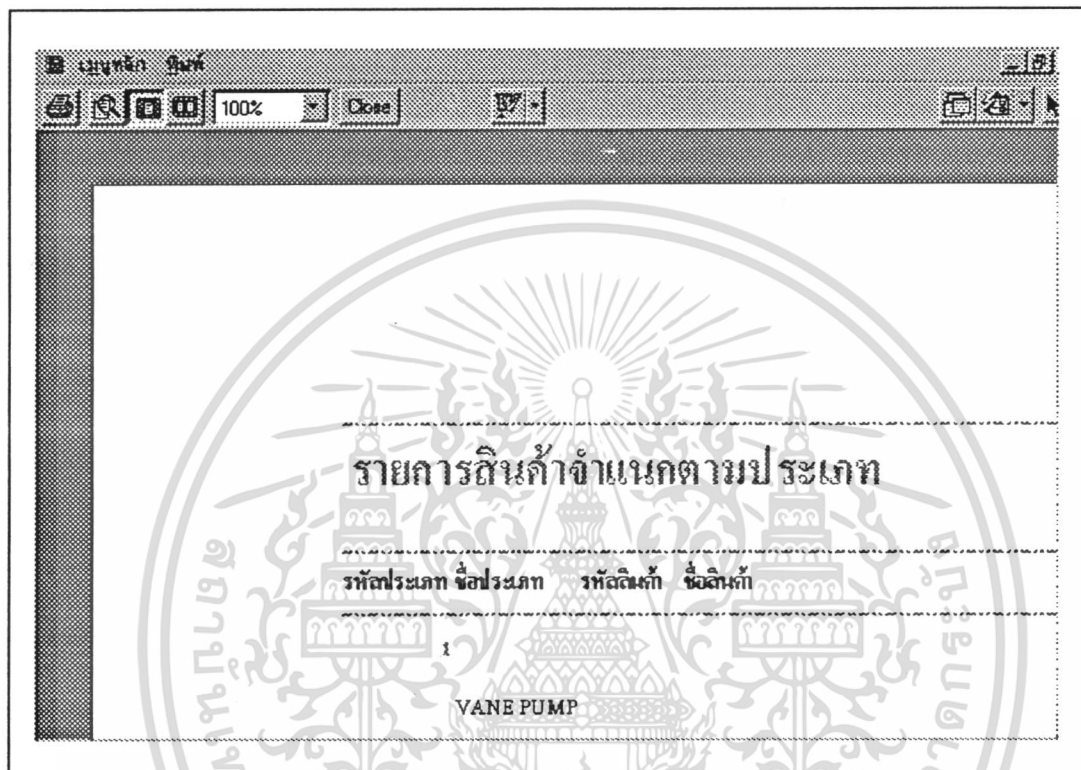 เมนูหลัก พิมพ์
100% Close
รายการสินค้าจำแนกตามประเภท
รหัสประเภท ชื่อประเภท รหัสสินค้า ชื่อสินค้า
1
VANE PUMP